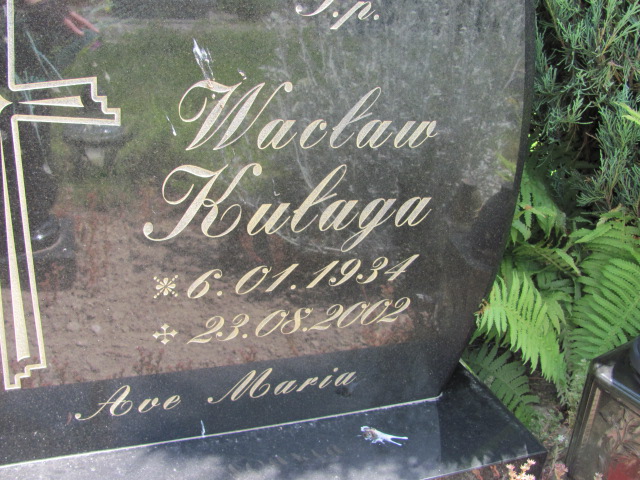 Ś.p.
Wacław
Kułaga
6.01.1934
23.08.2002
Ave Maria